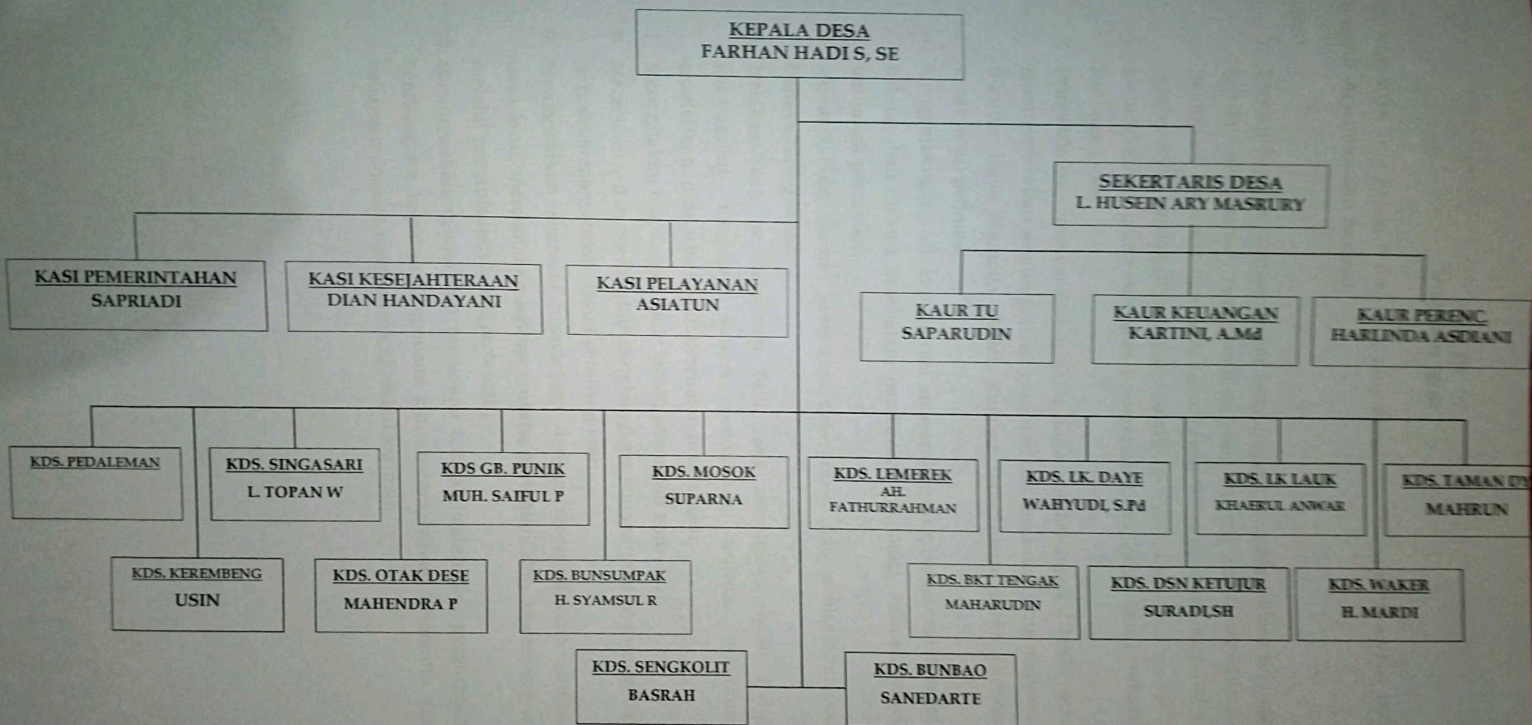 KEPALA DESA
FARHAN HADI S, SE
SEKERTARIS DESA
L. HUSEIN ARY MASRURY
KASI PEMERINTAHAN
SAPRIADI
KASI KESEJAHTERAAN
DIAN HANDAYANI
KASI PELAYANAN
ASIATUN
KAUR TU
SAPARUDIN
KAUR KEUANGAN
KARTINI, A.Md
KAUR PERENC.
HARLINDA ASDIANI
KDS. PEDALEMAN
KDS. SINGASARI
L. TOPAN W
KDS GB. PUNIK
MUH. SAIFUL P
KDS. MOSOK
SUPARNA
KDS. LEMEREK
AH.
FATHURRAHMAN
KDS. LK. DAYE
WAHYUDI, S.Pd
KDS. LK LAUK
KHAERUL ANWAR
KDS. TAMAN DY
MAHRUN
KDS. KEREMBENG
USIN
KDS. OTAK DESE
MAHENDRA P
KDS. BUNSUMPAK
H. SYAMSUL R
KDS. BKT TENGAK
MAHARUDIN
KDS. DSN KETUJUR
SURADI,SH
KDS. WAKER
H. MARDI
KDS. SENGKOLIT
BASRAH
KDS. BUNBAO
SANEDARTE